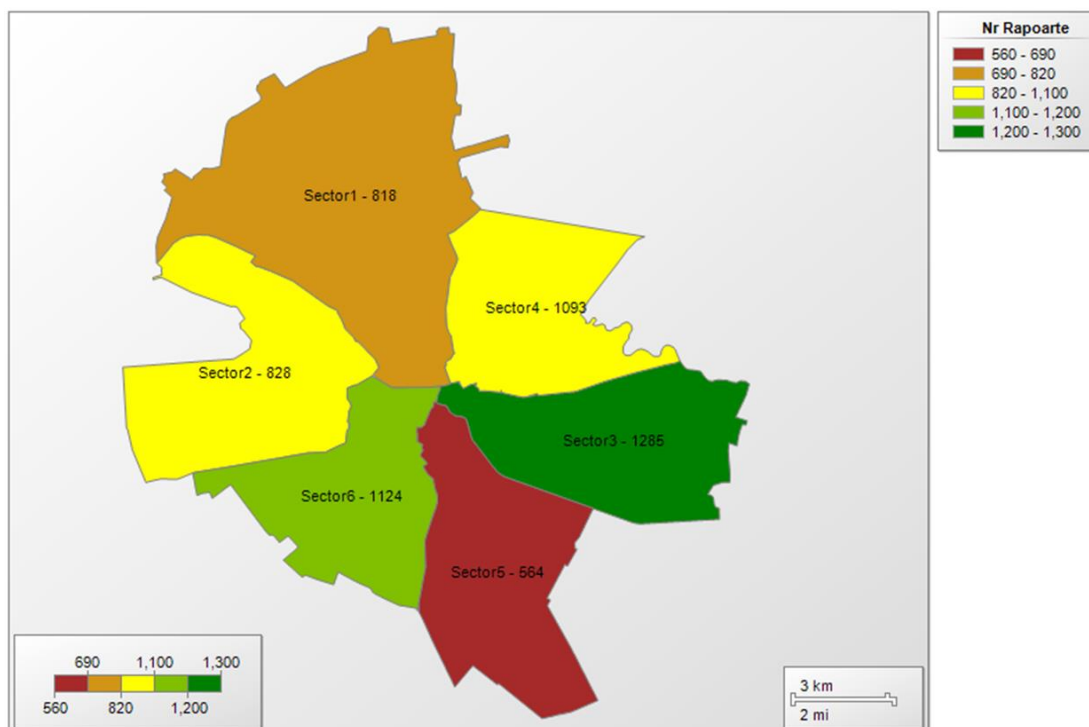 Nr Rapoarte
560 - 690
690 - 820
820 - 1,100
1,100 - 1,200
1,200 - 1,300
Sector1 - 818
Sector4 - 1093
Sector2 - 828
Sector3 - 1285
Sector6 - 1124
Sector5 - 564
690 1,100 1,300
560 820 1,200
3 km
2 mi